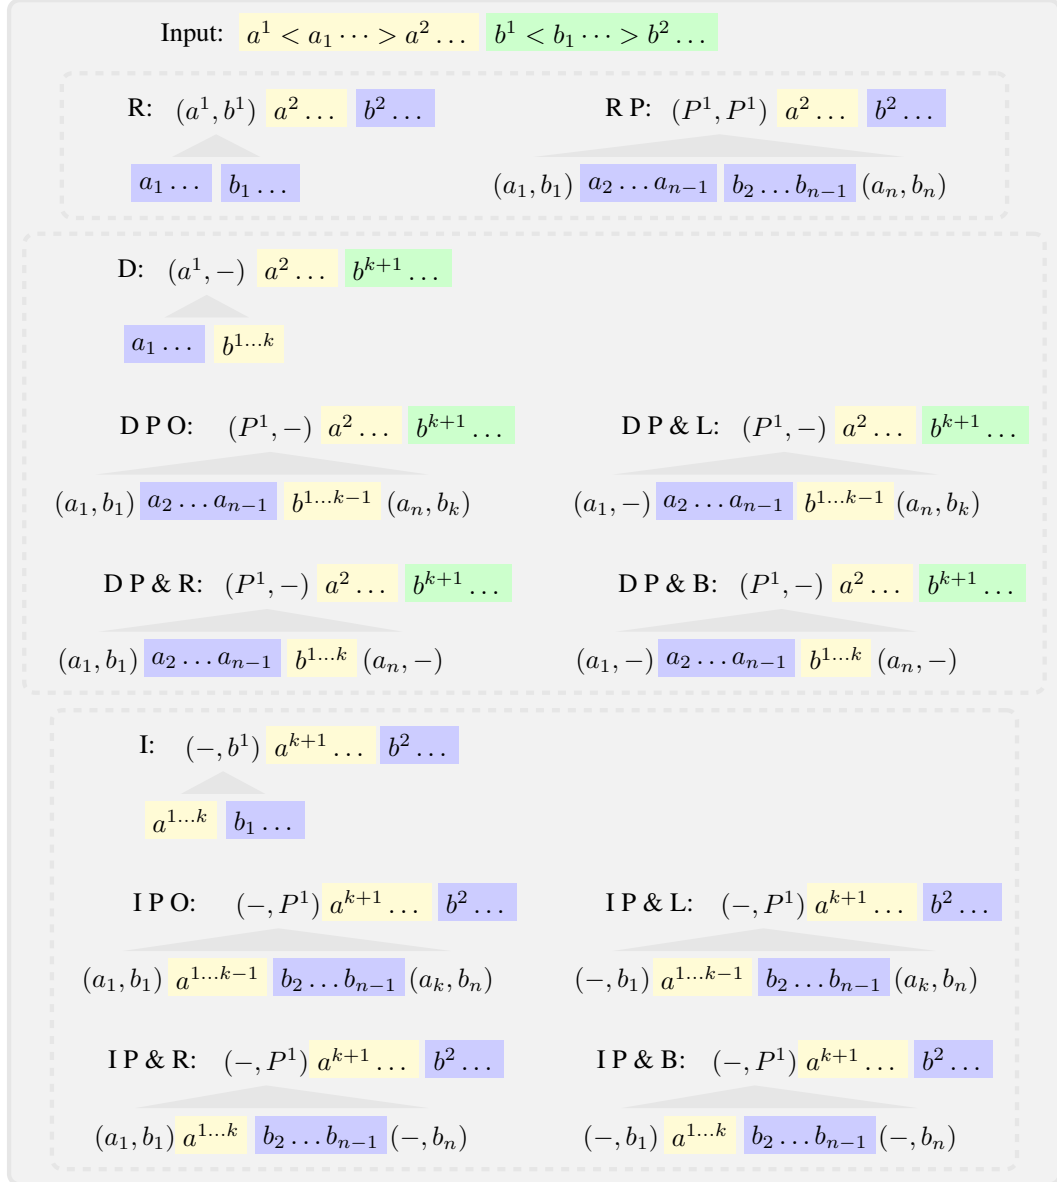 Input: a^1 < a_1 ⋯ > a^2 … b^1 < b_1 ⋯ > b^2 …
R: (a^1, b^1) a^2 … b^2 … R P: (P^1, P^1) a^2 … b^2 …
a_1 … b_1 … (a_1, b_1) a_2 … a_{n−1} b_2 … b_{n−1} (a_n, b_n)
D: (a^1, −) a^2 … b^{k+1} …
a_1 … b^{1…k}
D P O: (P^1, −) a^2 … b^{k+1} … D P & L: (P^1, −) a^2 … b^{k+1} …
(a_1, b_1) a_2 … a_{n−1} b^{1…k−1} (a_n, b_k) (a_1, −) a_2 … a_{n−1} b^{1…k−1} (a_n, b_k)
D P & R: (P^1, −) a^2 … b^{k+1} … D P & B: (P^1, −) a^2 … b^{k+1} …
(a_1, b_1) a_2 … a_{n−1} b^{1…k} (a_n, −) (a_1, −) a_2 … a_{n−1} b^{1…k} (a_n, −)
I: (−, b^1) a^{k+1} … b^2 …
a^{1…k} b_1 …
I P O: (−, P^1) a^{k+1} … b^2 … I P & L: (−, P^1) a^{k+1} … b^2 …
(a_1, b_1) a^{1…k−1} b_2 … b_{n−1} (a_k, b_n) (−, b_1) a^{1…k−1} b_2 … b_{n−1} (a_k, b_n)
I P & R: (−, P^1) a^{k+1} … b^2 … I P & B: (−, P^1) a^{k+1} … b^2 …
(a_1, b_1) a^{1…k} b_2 … b_{n−1} (−, b_n) (−, b_1) a^{1…k} b_2 … b_{n−1} (−, b_n)